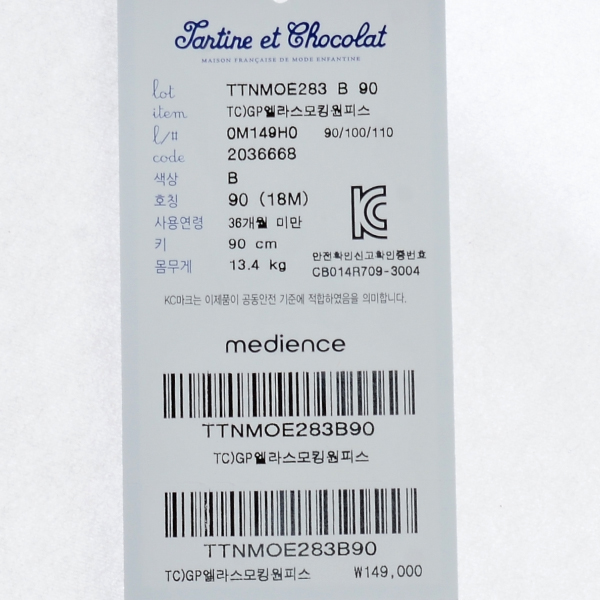 Tartine et Chocolat
MAISON FRANÇAISE DE MODE ENFANTINE
lot TTNMOE283 B 90
item TC)GP엘라스모킹원피스
l/# 0M149H0 90/100/110
code 2036668
색상 B
호칭 90 (18M)
사용연령 36개월 미만
키 90 cm
몸무게 13.4 kg
KC
안전확인신고확인증번호
CB014R709-3004
KC마크는 이제품이 공통안전 기준에 적합하였음을 의미합니다.
medience
TTNMOE283B90
TC)GP엘라스모킹원피스
TTNMOE283B90
TC)GP엘라스모킹원피스 ₩149,000